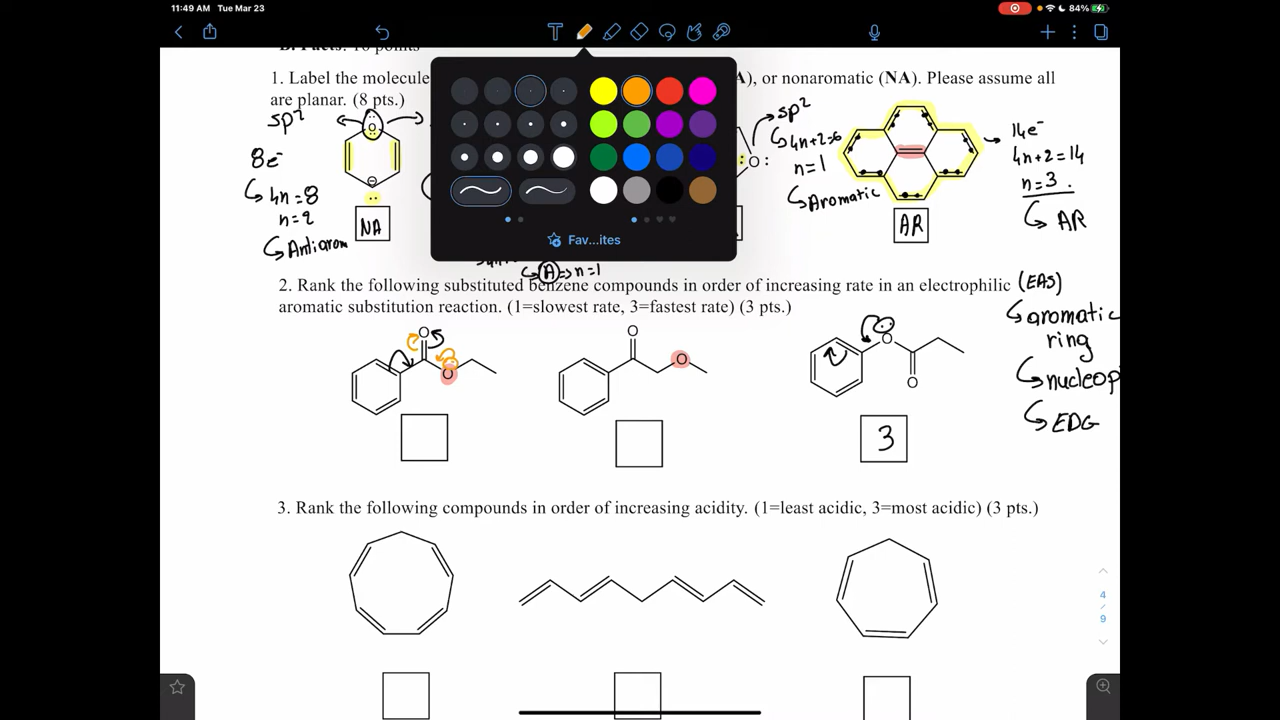 11:49 AM Tue Mar 23
84%
T
B. Facts: 16 points
1. Label the molecule A), or nonaromatic (NA). Please assume all
are planar. (8 pts.)
sp²
O
8e⁻
4n=8
n=2
Antiarom
NA
sp²
4n+2=6
n=1
Aromatic
O
AR
14e⁻
4n+2=14
n=3
AR
A => n=1
Fav...ites
2. Rank the following substituted benzene compounds in order of increasing rate in an electrophilic
aromatic substitution reaction. (1=slowest rate, 3=fastest rate) (3 pts.)
(EAS)
aromatic
ring
nucleop
EDG
O
O
O
O
O
O
3
3. Rank the following compounds in order of increasing acidity. (1=least acidic, 3=most acidic) (3 pts.)
4
/
9